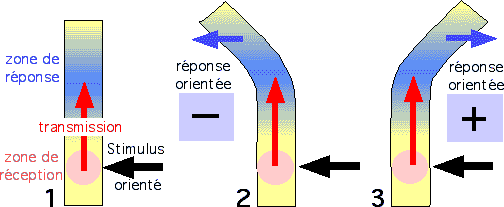 zone de
réponse
transmission
zone de
réception
Stimulus
orienté
1
réponse
orientée
−
2
réponse
orientée
+
3